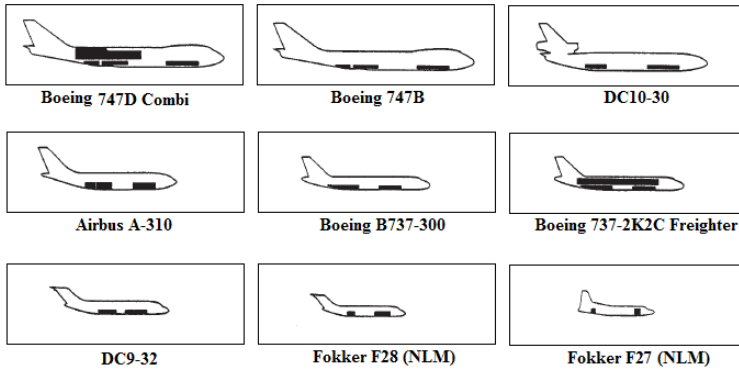 Boeing 747D Combi
Boeing 747B
DC10-30
Airbus A-310
Boeing B737-300
Boeing 737-2K2C Freighter
DC9-32
Fokker F28 (NLM)
Fokker F27 (NLM)